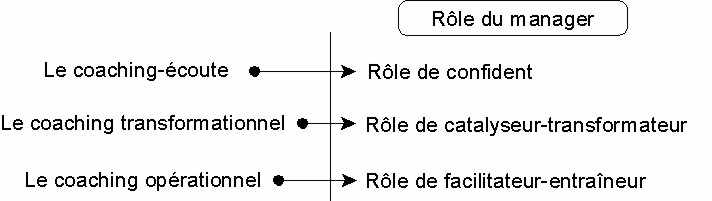 Rôle du manager
Le coaching-écoute
Rôle de confident
Le coaching transformationnel
Rôle de catalyseur-transformateur
Le coaching opérationnel
Rôle de facilitateur-entraîneur